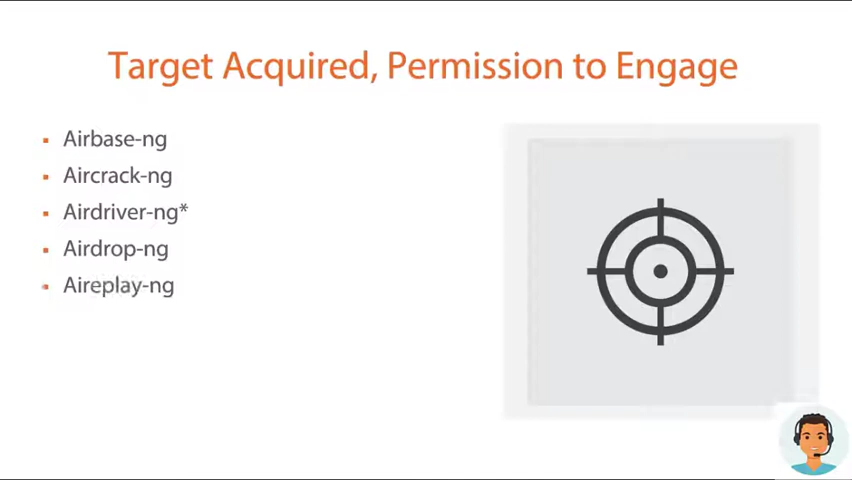 Target Acquired, Permission to Engage
Airbase-ng
Aircrack-ng
Airdriver-ng*
Airdrop-ng
Aireplay-ng